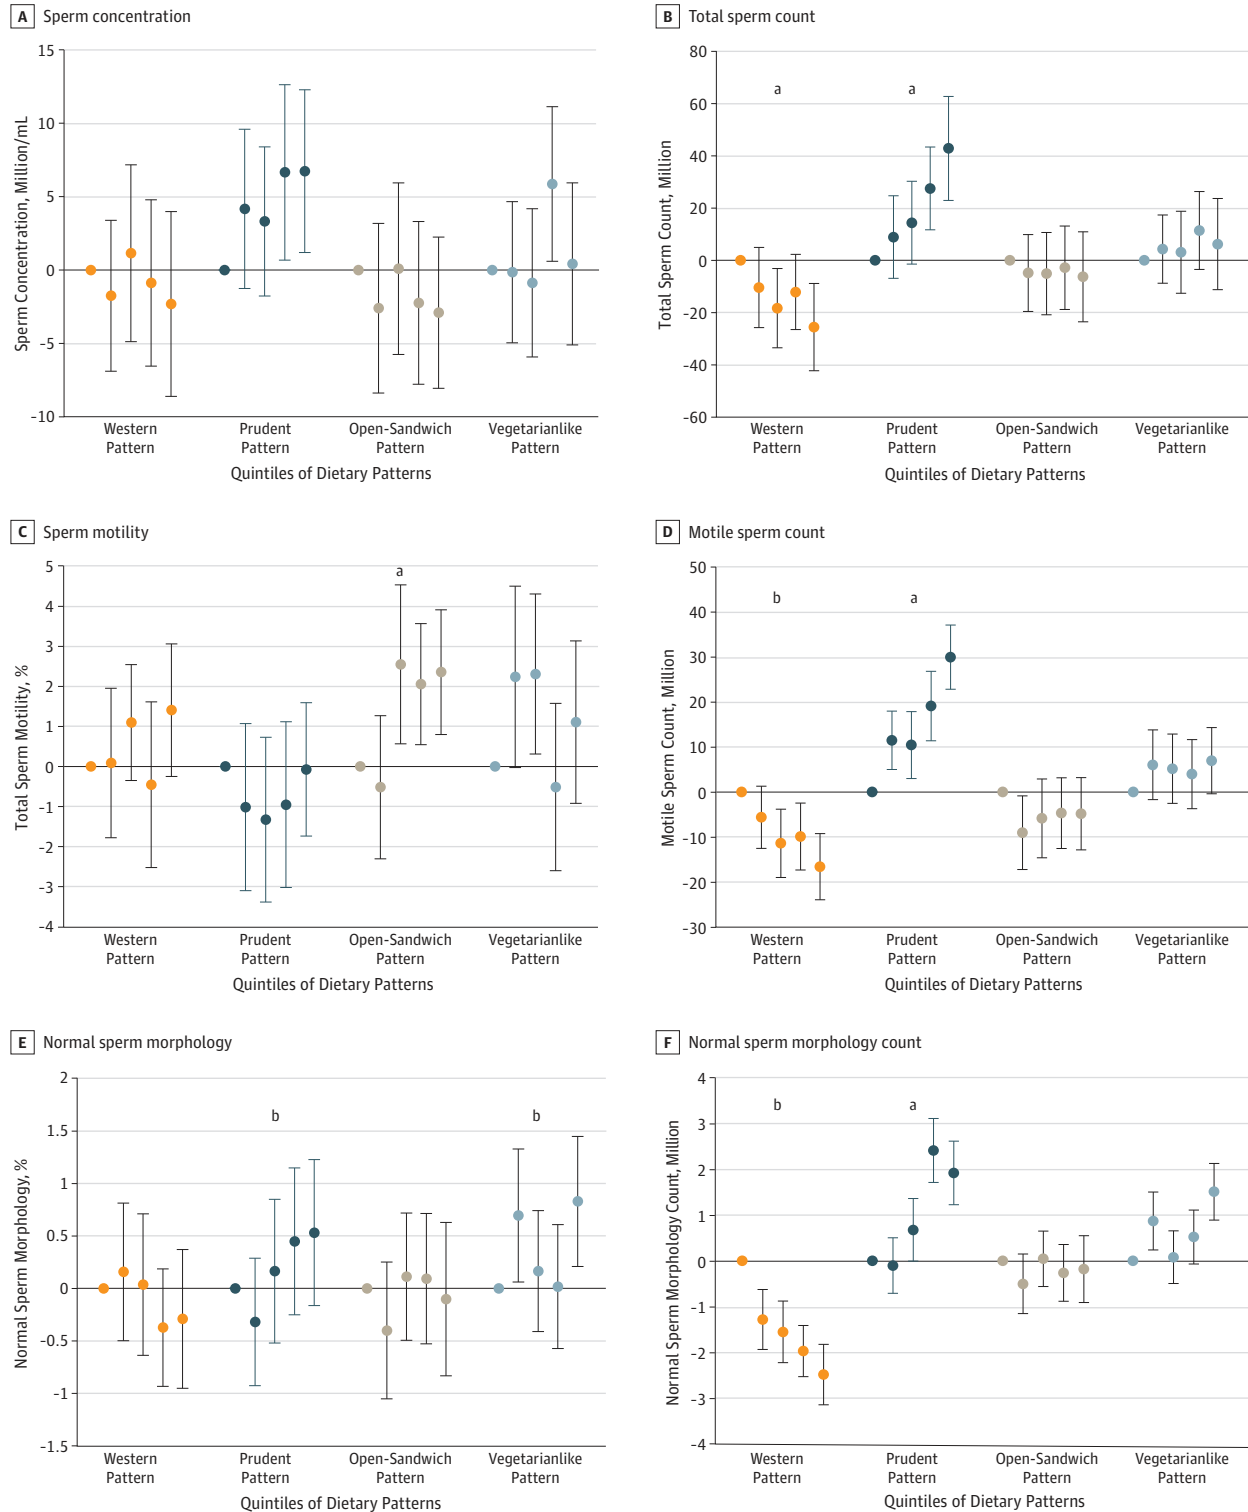 A Sperm concentration
15
10
5
0
-5
-10
Sperm Concentration, Million/mL
Western Pattern
Prudent Pattern
Open-Sandwich Pattern
Vegetarianlike Pattern
Quintiles of Dietary Patterns
B Total sperm count
80
60
40
20
0
-20
-40
-60
Total Sperm Count, Million
a
a
Western Pattern
Prudent Pattern
Open-Sandwich Pattern
Vegetarianlike Pattern
Quintiles of Dietary Patterns
C Sperm motility
5
4
3
2
1
0
-1
-2
-3
-4
Total Sperm Motility, %
a
Western Pattern
Prudent Pattern
Open-Sandwich Pattern
Vegetarianlike Pattern
Quintiles of Dietary Patterns
D Motile sperm count
50
40
30
20
10
0
-10
-20
-30
Motile Sperm Count, Million
b
a
Western Pattern
Prudent Pattern
Open-Sandwich Pattern
Vegetarianlike Pattern
Quintiles of Dietary Patterns
E Normal sperm morphology
2
1.5
1
0.5
0
-0.5
-1
-1.5
Normal Sperm Morphology, %
b
b
Western Pattern
Prudent Pattern
Open-Sandwich Pattern
Vegetarianlike Pattern
Quintiles of Dietary Patterns
F Normal sperm morphology count
4
3
2
1
0
-1
-2
-3
-4
Normal Sperm Morphology Count, Million
b
a
Western Pattern
Prudent Pattern
Open-Sandwich Pattern
Vegetarianlike Pattern
Quintiles of Dietary Patterns